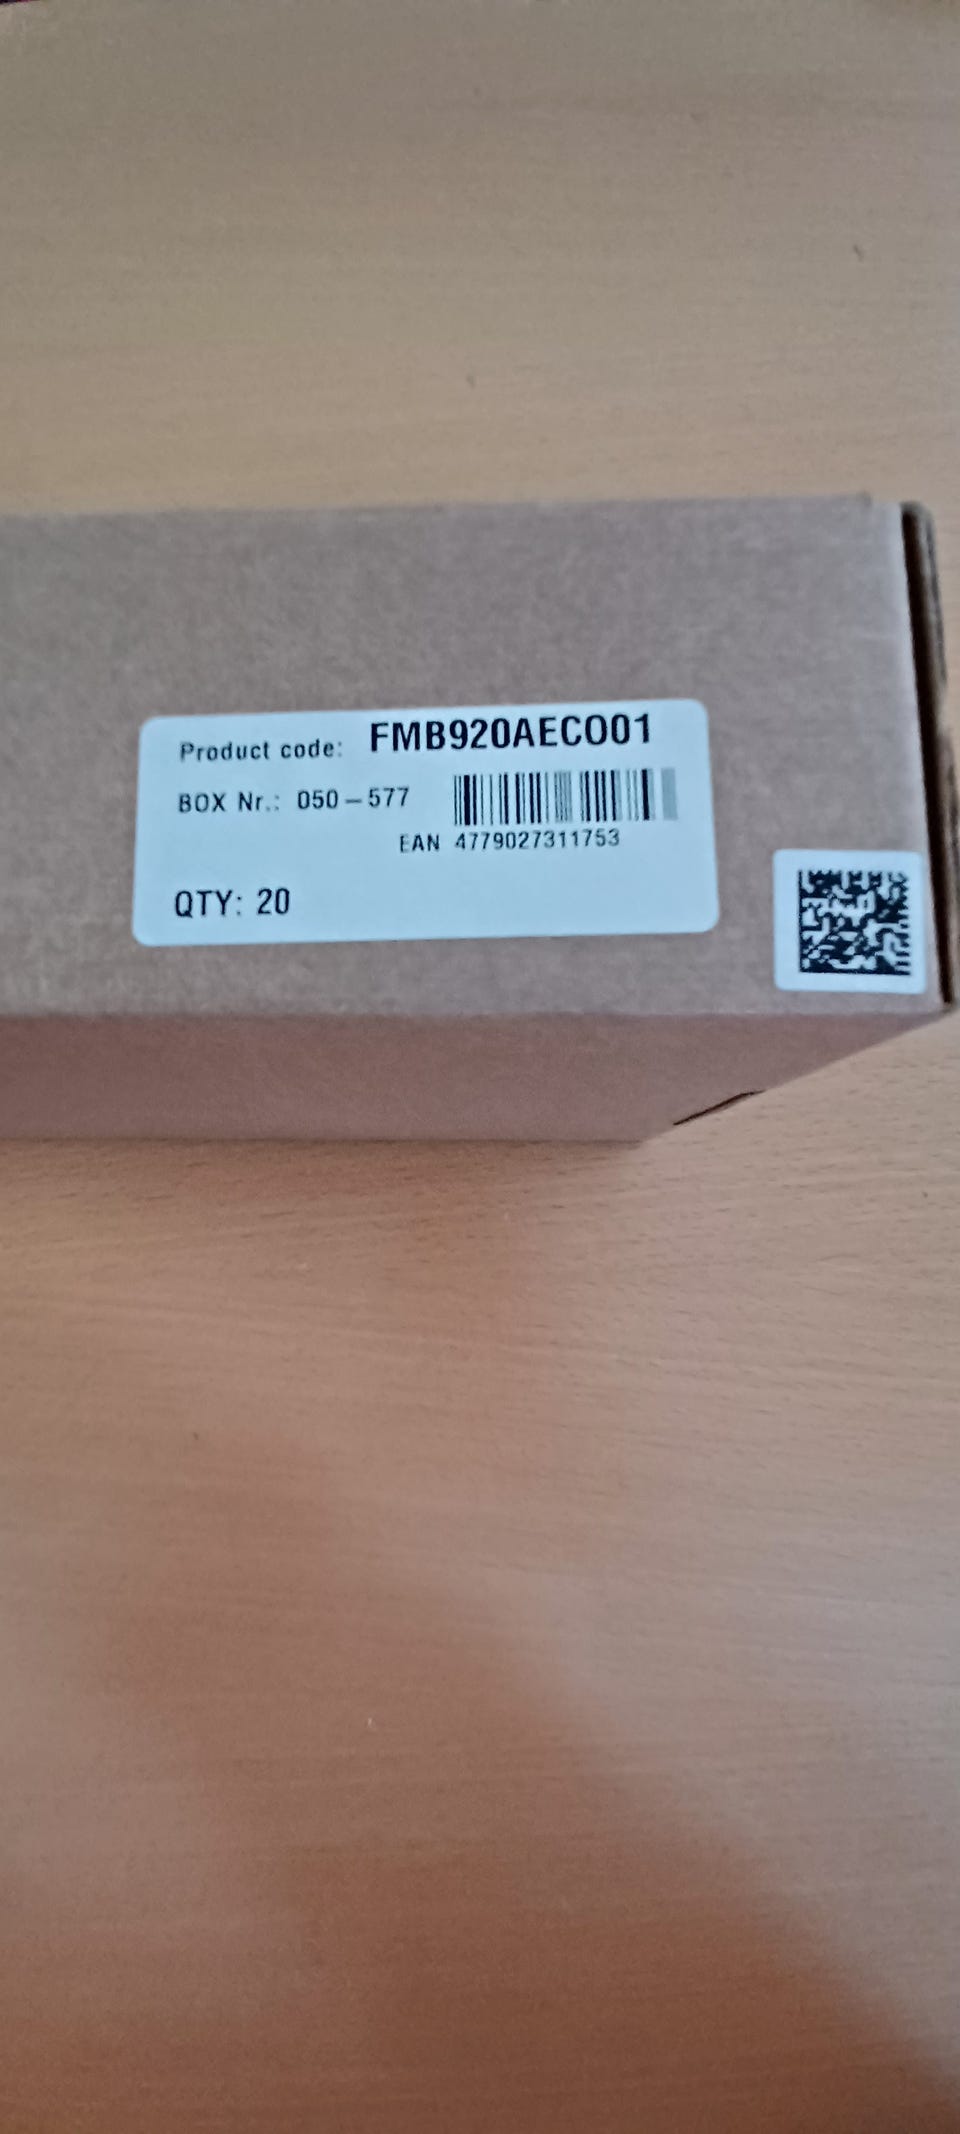 Product code: FMB920AECO01
BOX Nr.: 050-577
EAN 4779027311753
QTY: 20